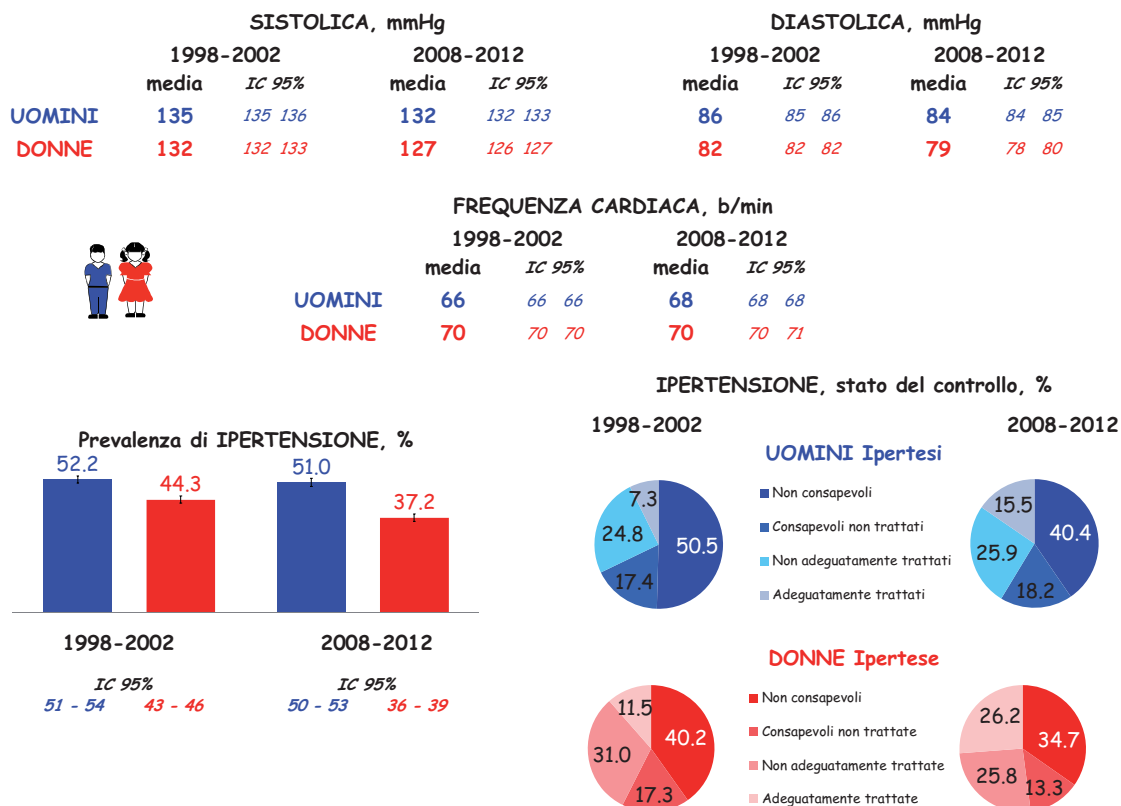 SISTOLICA, mmHg
1998-2002 2008-2012
media IC 95% media IC 95%
UOMINI 135 135 136 132 132 133
DONNE 132 132 133 127 126 127
DIASTOLICA, mmHg
1998-2002 2008-2012
media IC 95% media IC 95%
86 85 86 84 84 85
82 82 82 79 78 80
FREQUENZA CARDIACA, b/min
1998-2002 2008-2012
media IC 95% media IC 95%
UOMINI 66 66 66 68 68 68
DONNE 70 70 70 70 70 71
Prevalenza di IPERTENSIONE, %
52.2 44.3 51.0 37.2
1998-2002 2008-2012
IC 95% IC 95%
51 - 54 43 - 46 50 - 53 36 - 39
IPERTENSIONE, stato del controllo, %
1998-2002 2008-2012
UOMINI Ipertesi
7.3
24.8
50.5
17.4
Non consapevoli
Consapevoli non trattati
Non adeguatamente trattati
Adeguatamente trattati
15.5
40.4
25.9
18.2
DONNE Ipertese
11.5
40.2
31.0
17.3
Non consapevoli
Consapevoli non trattate
Non adeguatamente trattate
Adeguatamente trattate
26.2
34.7
25.8
13.3